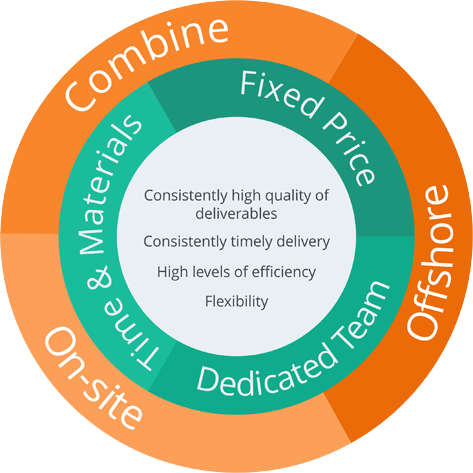 Combine
Fixed Price
Time & Materials
Offshore
Consistently high quality of
deliverables
Consistently timely delivery
High levels of efficiency
Flexibility
Dedicated Team
On-site